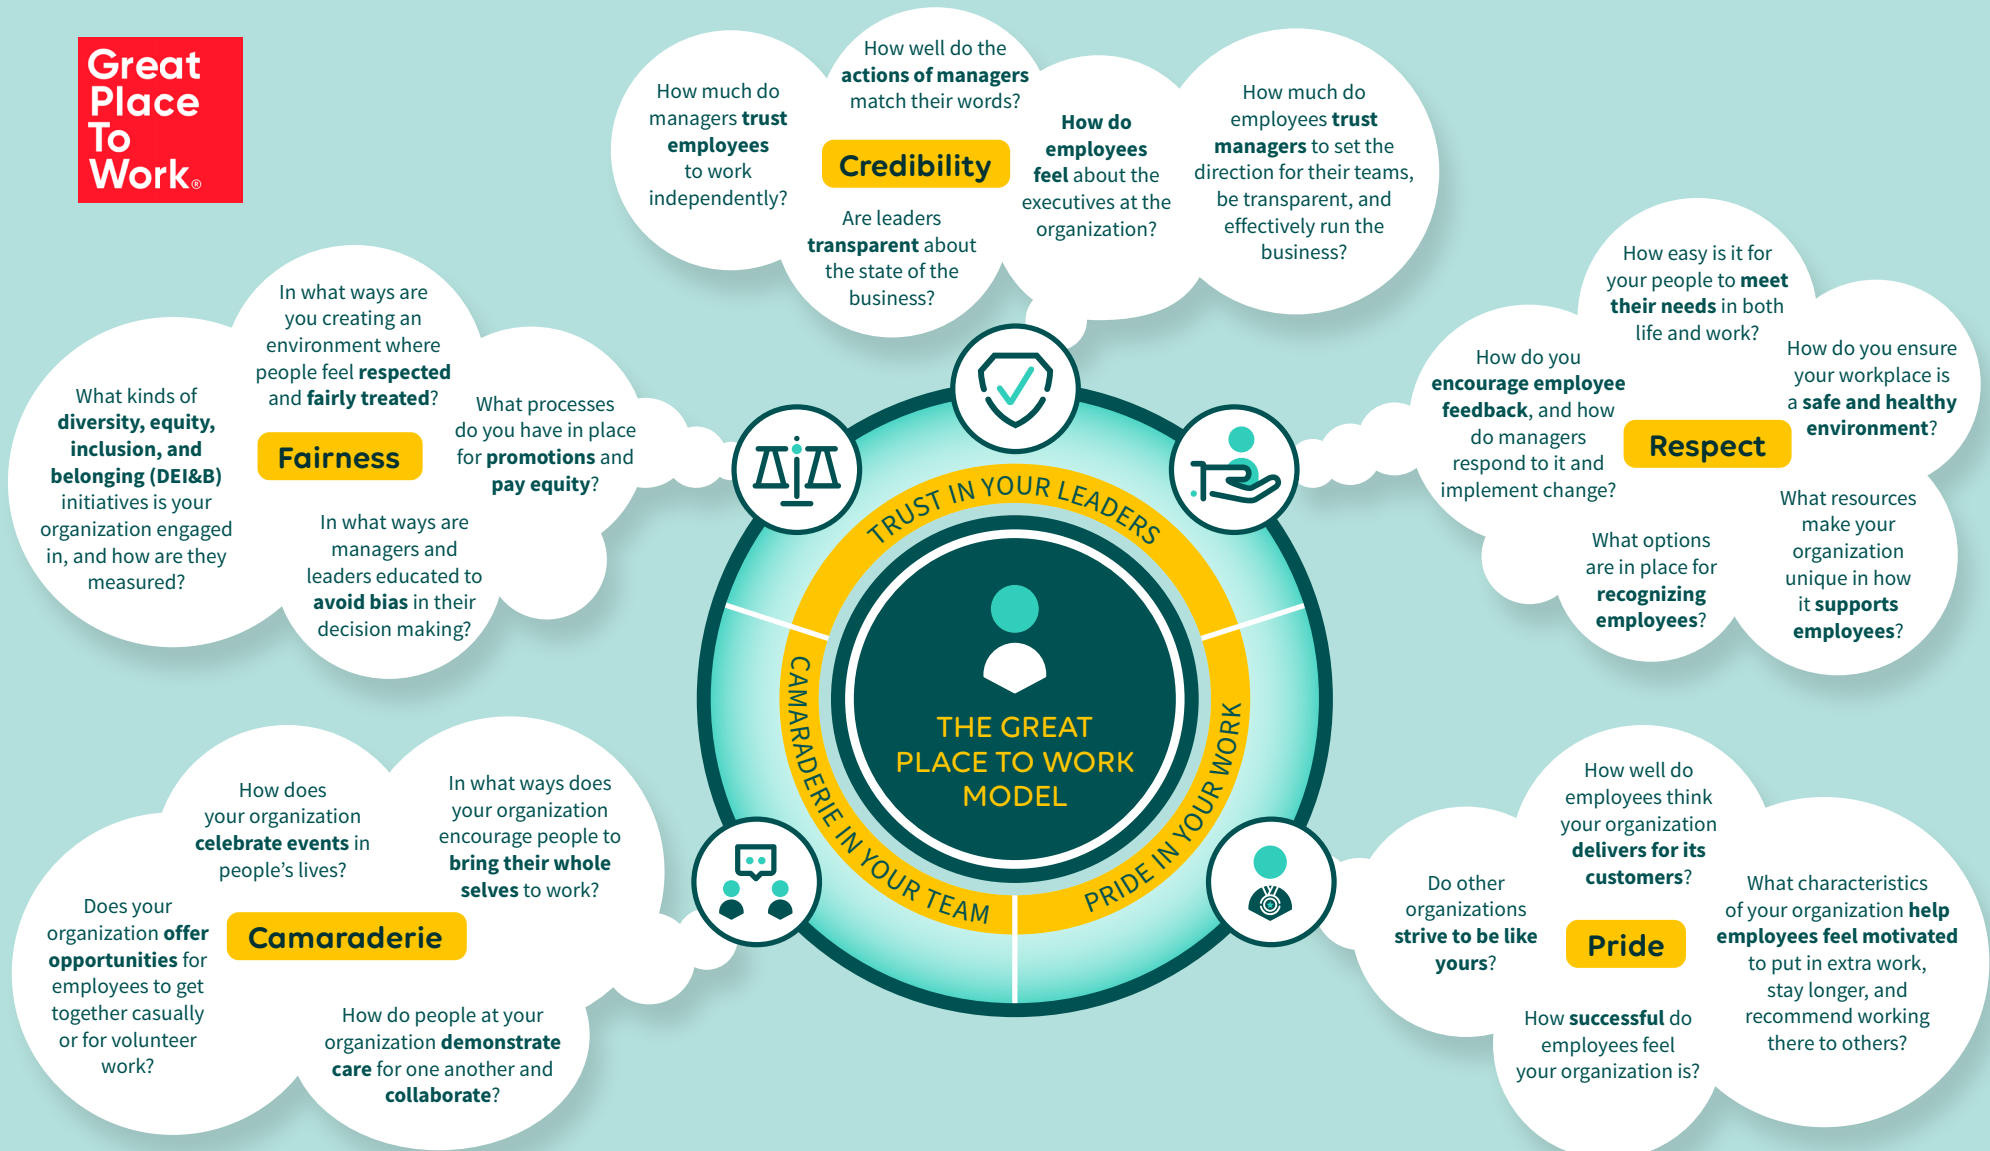 Great
Place
To
Work®
How much do
managers trust
employees
to work
independently?
How well do the
actions of managers
match their words?
Credibility
Are leaders
transparent about
the state of the
business?
How do
employees
feel about the
executives at the
organization?
How much do
employees trust
managers to set the
direction for their teams,
be transparent, and
effectively run the
business?
What kinds of
diversity, equity,
inclusion, and
belonging (DEI&B)
initiatives is your
organization engaged
in, and how are they
measured?
In what ways are
you creating an
environment where
people feel respected
and fairly treated?
Fairness
What processes
do you have in place
for promotions and
pay equity?
In what ways are
managers and
leaders educated to
avoid bias in their
decision making?
How do you
encourage employee
feedback, and how
do managers
respond to it and
implement change?
How easy is it for
your people to meet
their needs in both
life and work?
Respect
How do you ensure
your workplace is
a safe and healthy
environment?
What options
are in place for
recognizing
employees?
What resources
make your
organization
unique in how
it supports
employees?
TRUST IN YOUR LEADERS
CAMARADERIE IN YOUR TEAM
PRIDE IN YOUR WORK
THE GREAT
PLACE TO WORK
MODEL
Does your
organization offer
opportunities for
employees to get
together casually
or for volunteer
work?
How does
your organization
celebrate events in
people's lives?
Camaraderie
In what ways does
your organization
encourage people to
bring their whole
selves to work?
How do people at your
organization demonstrate
care for one another and
collaborate?
Do other
organizations
strive to be like
yours?
How well do
employees think
your organization
delivers for its
customers?
Pride
How successful do
employees feel
your organization is?
What characteristics
of your organization help
employees feel motivated
to put in extra work,
stay longer, and
recommend working
there to others?